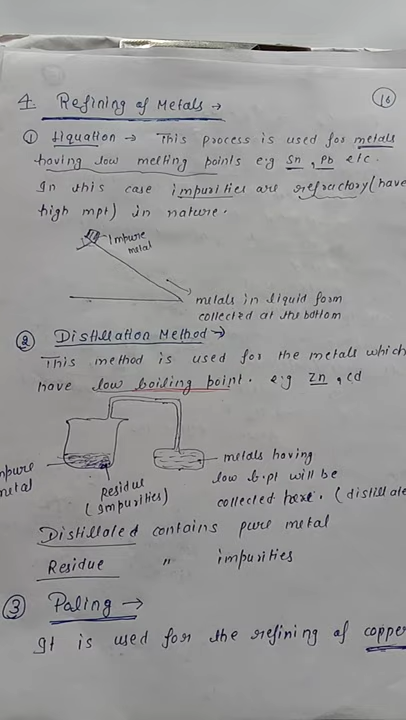 4. Refining of Metals → 16
① Liquation → This process is used for metals
having low melting points e.g Sn, Pb etc.
In this case impurities are refractory (have
high mpt) in nature.
Impure
metal
metals in liquid form
collected at the bottom
② Distillation Method →
This method is used for the metals which
have low boiling point. e.g Zn, Cd
mpure
metal
Residue
(Impurities)
metals having
low b.pt will be
collected here. (distillate
Distillated contains pure metal
Residue " impurities
③ Poling →
It is used for the refining of copper